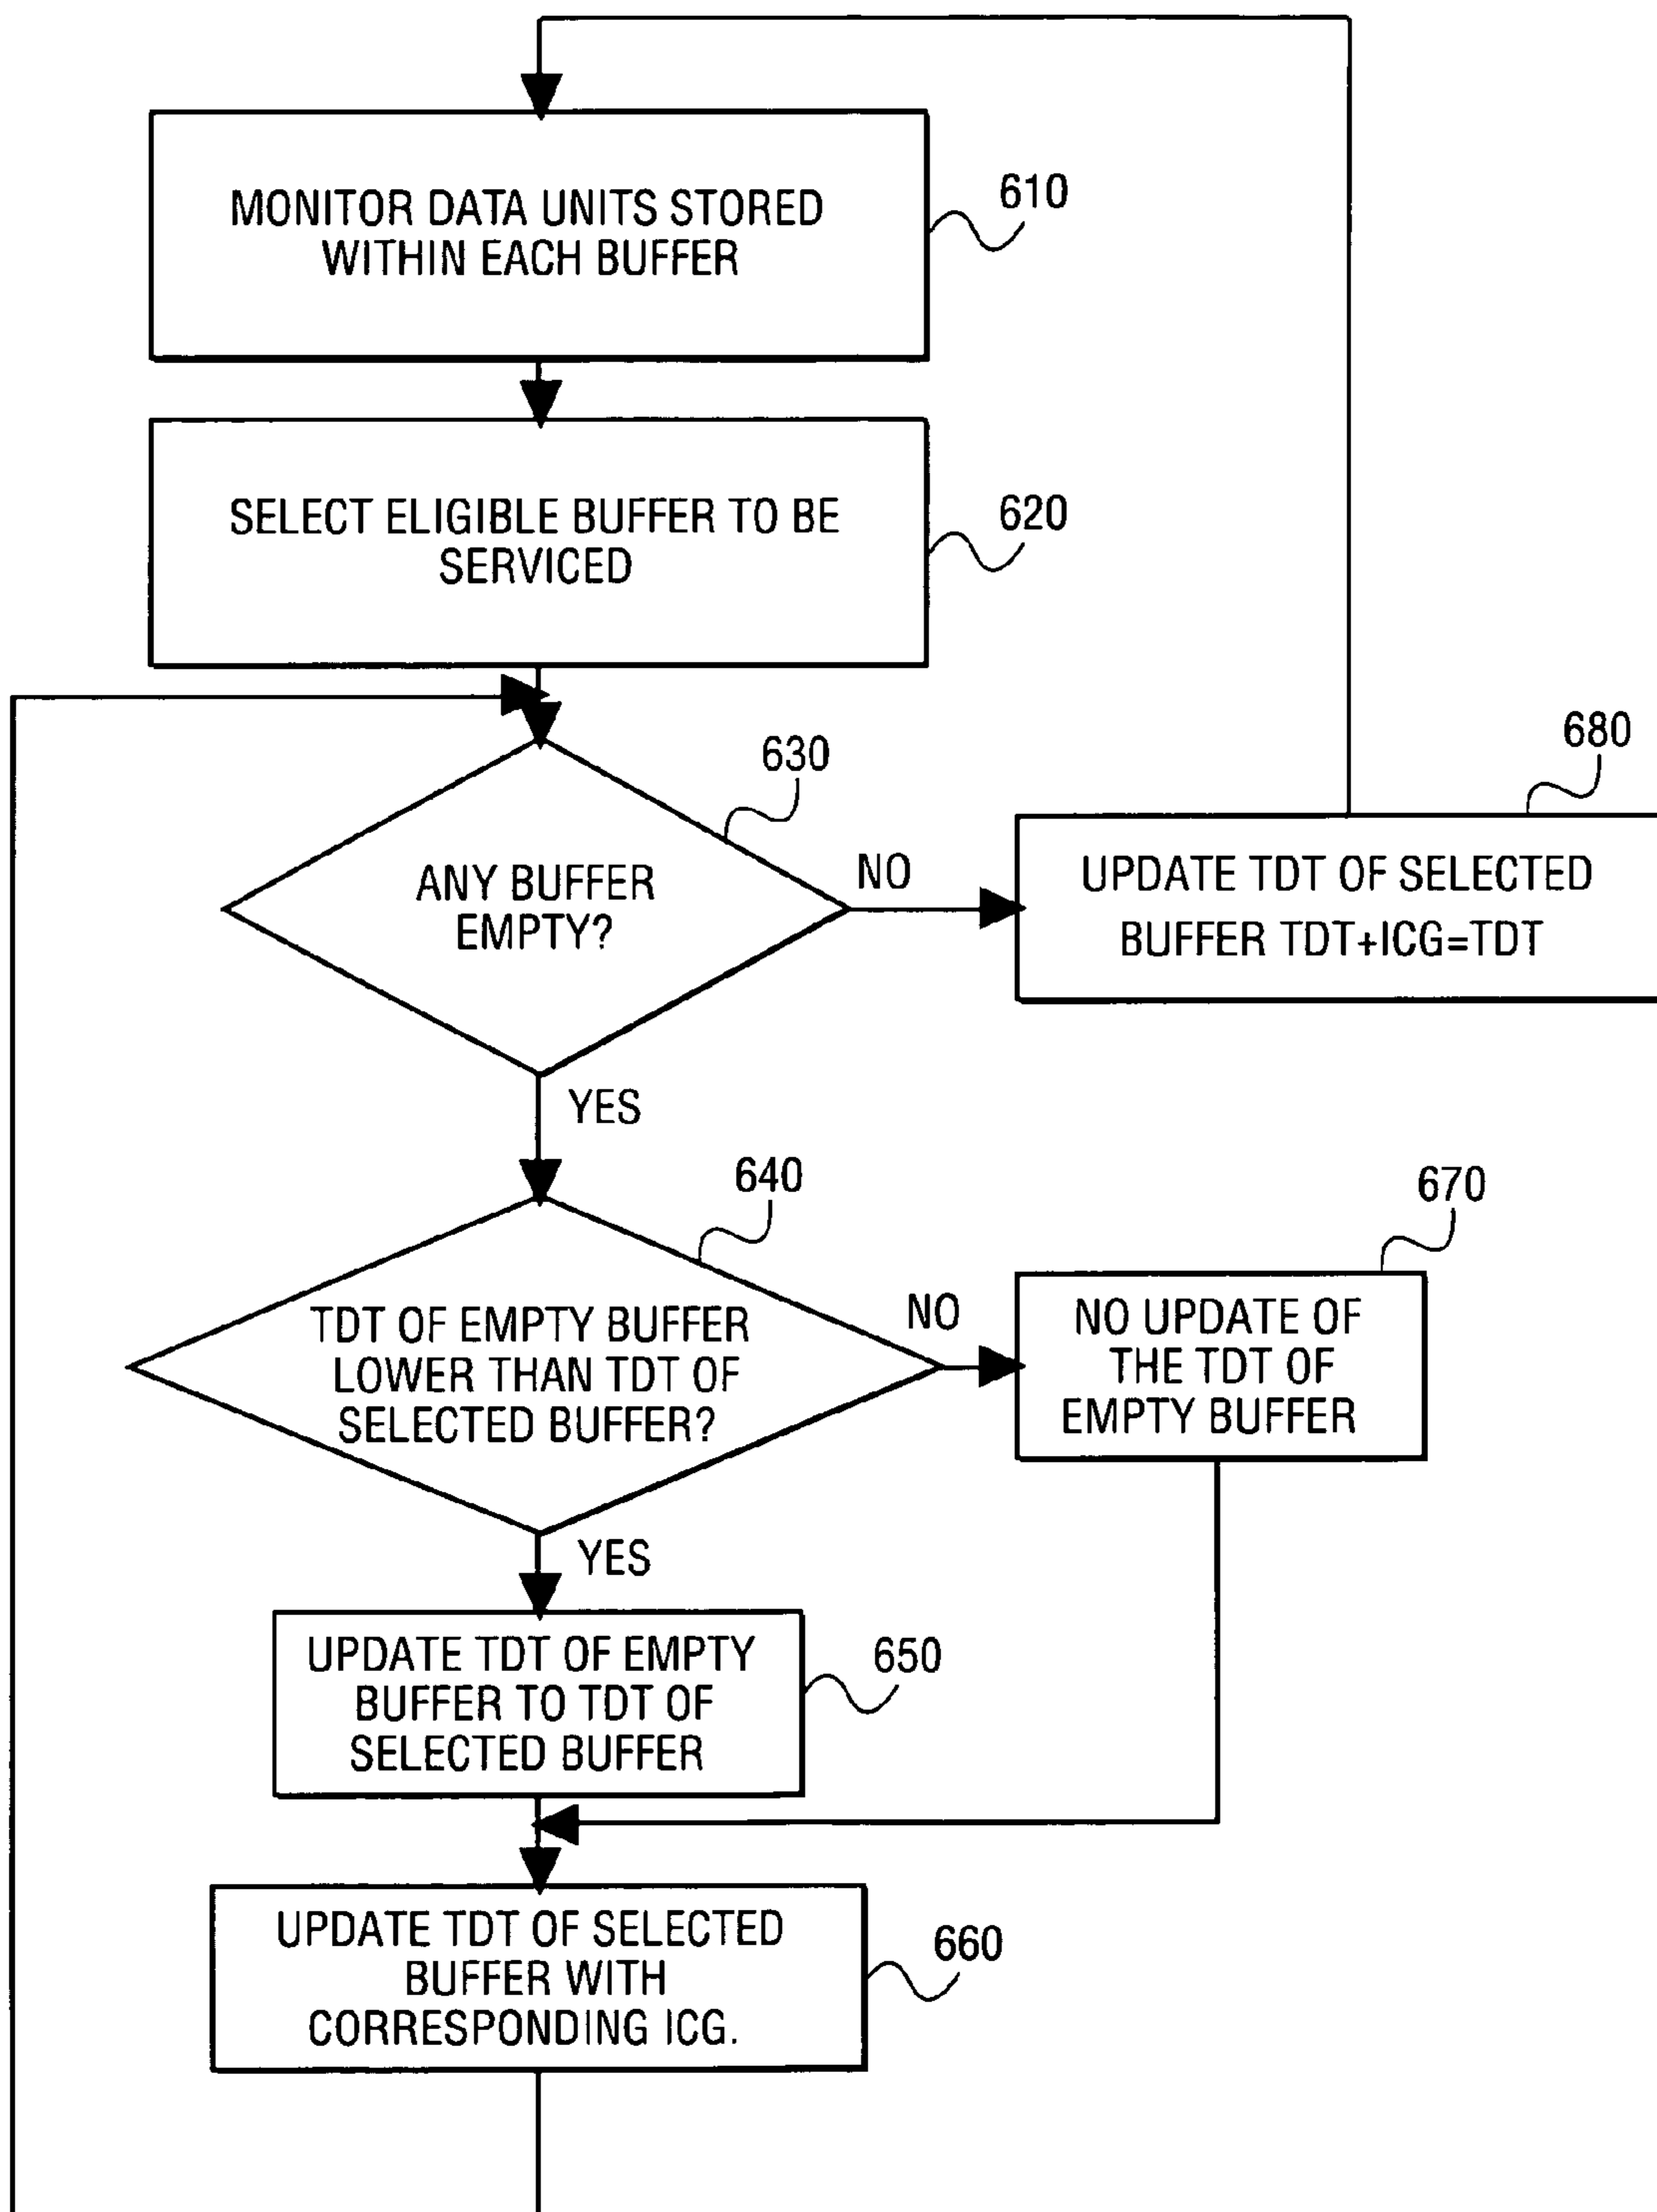 MONITOR DATA UNITS STORED
WITHIN EACH BUFFER
610
SELECT ELIGIBLE BUFFER TO BE
SERVICED
620
630
ANY BUFFER
EMPTY?
NO
680
UPDATE TDT OF SELECTED
BUFFER TDT+ICG=TDT
YES
640
TDT OF EMPTY BUFFER
LOWER THAN TDT OF
SELECTED BUFFER?
NO
670
NO UPDATE OF
THE TDT OF
EMPTY BUFFER
YES
UPDATE TDT OF EMPTY
BUFFER TO TDT OF
SELECTED BUFFER
650
UPDATE TDT OF SELECTED
BUFFER WITH
CORRESPONDING ICG.
660